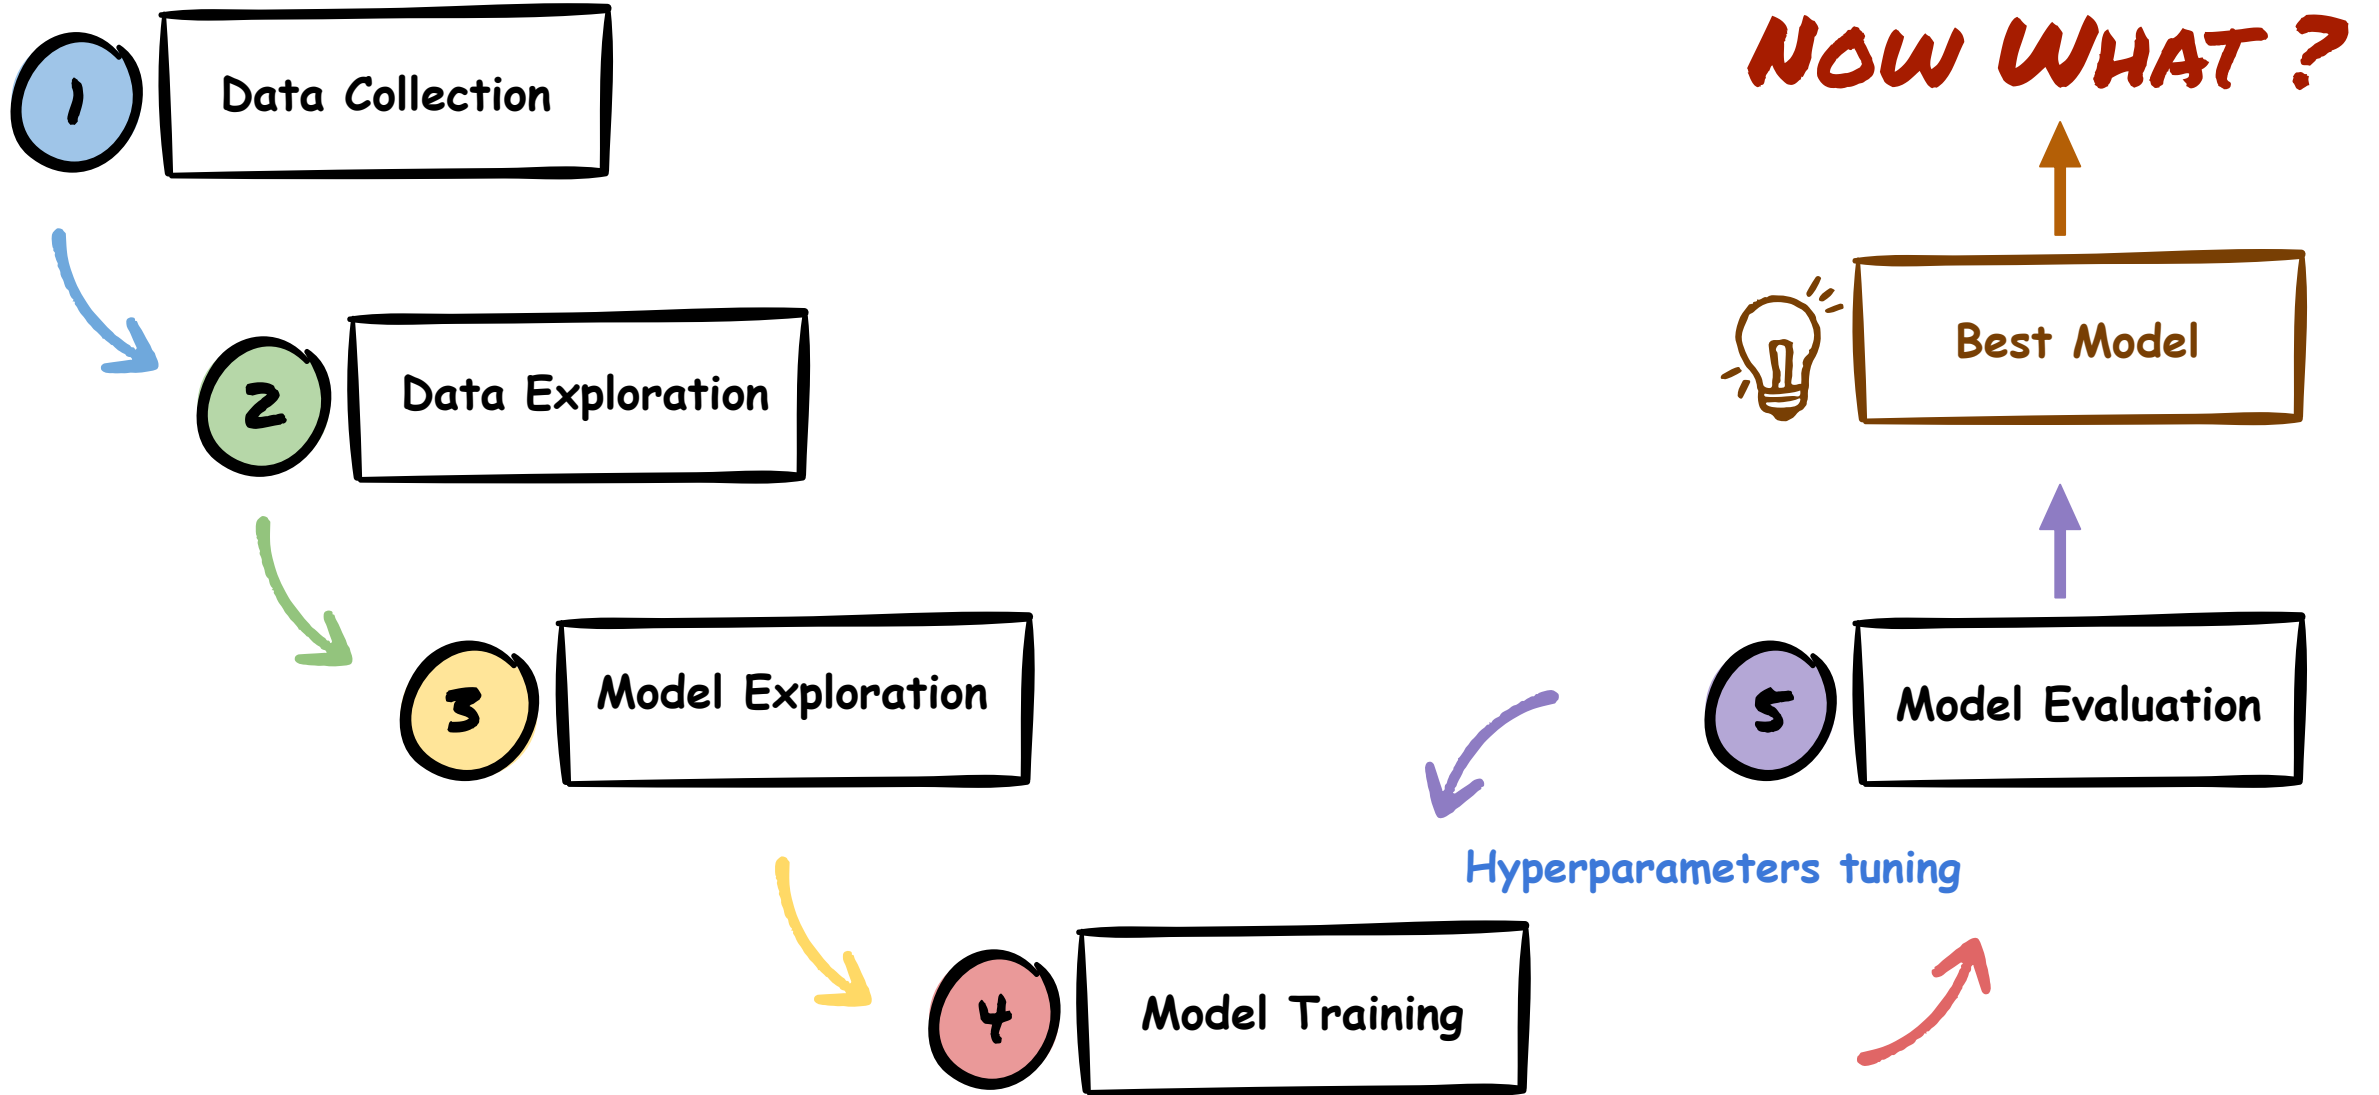 1
Data Collection
2
Data Exploration
3
Model Exploration
4
Model Training
Hyperparameters tuning
5
Model Evaluation
Best Model
Now What ?